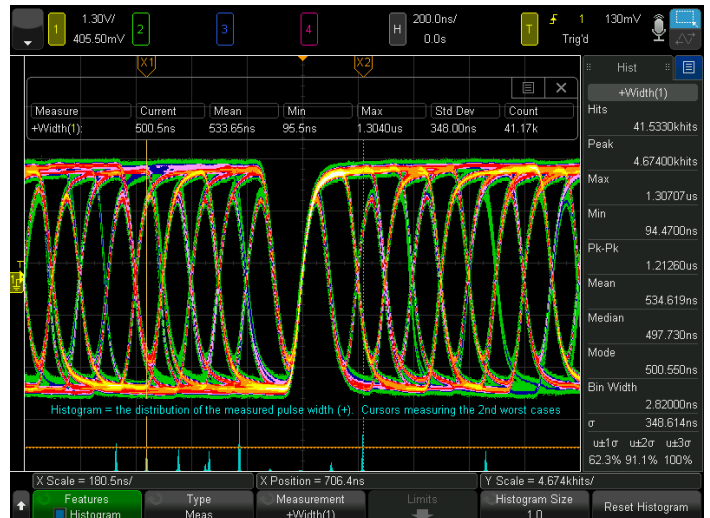 1 1.30V/ 2 3 4 H 200.0ns/ T 1 130mV
405.50mV 0.0s Trig'd
X1 X2 Hist
Measure Current Mean Min Max Std Dev Count
+Width(1): 500.5ns 533.65ns 95.5ns 1.3040us 348.00ns 41.17k
+Width(1)
Hits
41.5330khits
Peak
4.67400khits
Max
1.30707us
Min
94.4700ns
Pk-Pk
1.21260us
Mean
534.619ns
Median
497.730ns
Mode
500.550ns
Bin Width
2.82000ns
σ
348.614ns
u±1σ u±2σ u±3σ
62.3% 91.1% 100%
T
Histogram = the distribution of the measured pulse width (+). Cursors measuring the 2nd worst cases
X Scale = 180.5ns/ X Position = 706.4ns Y Scale = 4.674khits/
Features Type Measurement Limits Histogram Size Reset Histogram
Histogram Meas +Width(1) 1.0